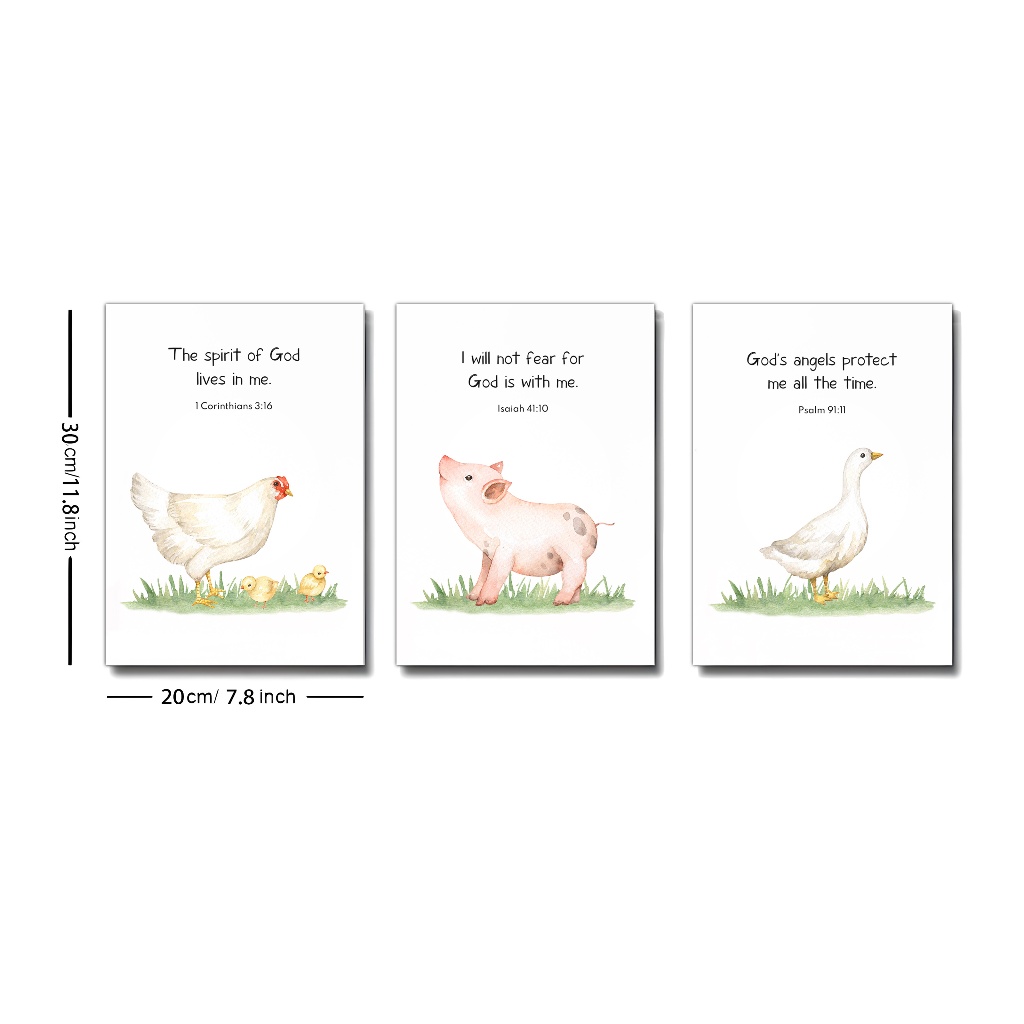 The spirit of God
lives in me.
1 Corinthians 3:16
I will not fear for
God is with me.
Isaiah 41:10
God's angels protect
me all the time.
Psalm 91:11
30cm/11.8inch
20cm/ 7.8 inch